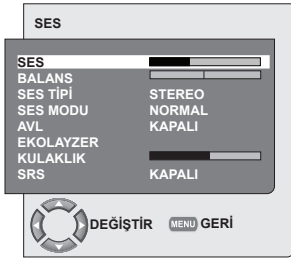 SES
SES
BALANS
SES TİPİ STEREO
SES MODU NORMAL
AVL KAPALI
EKOLAYZER
KULAKLIK
SRS KAPALI
DEĞİŞTİR MENU GERİ